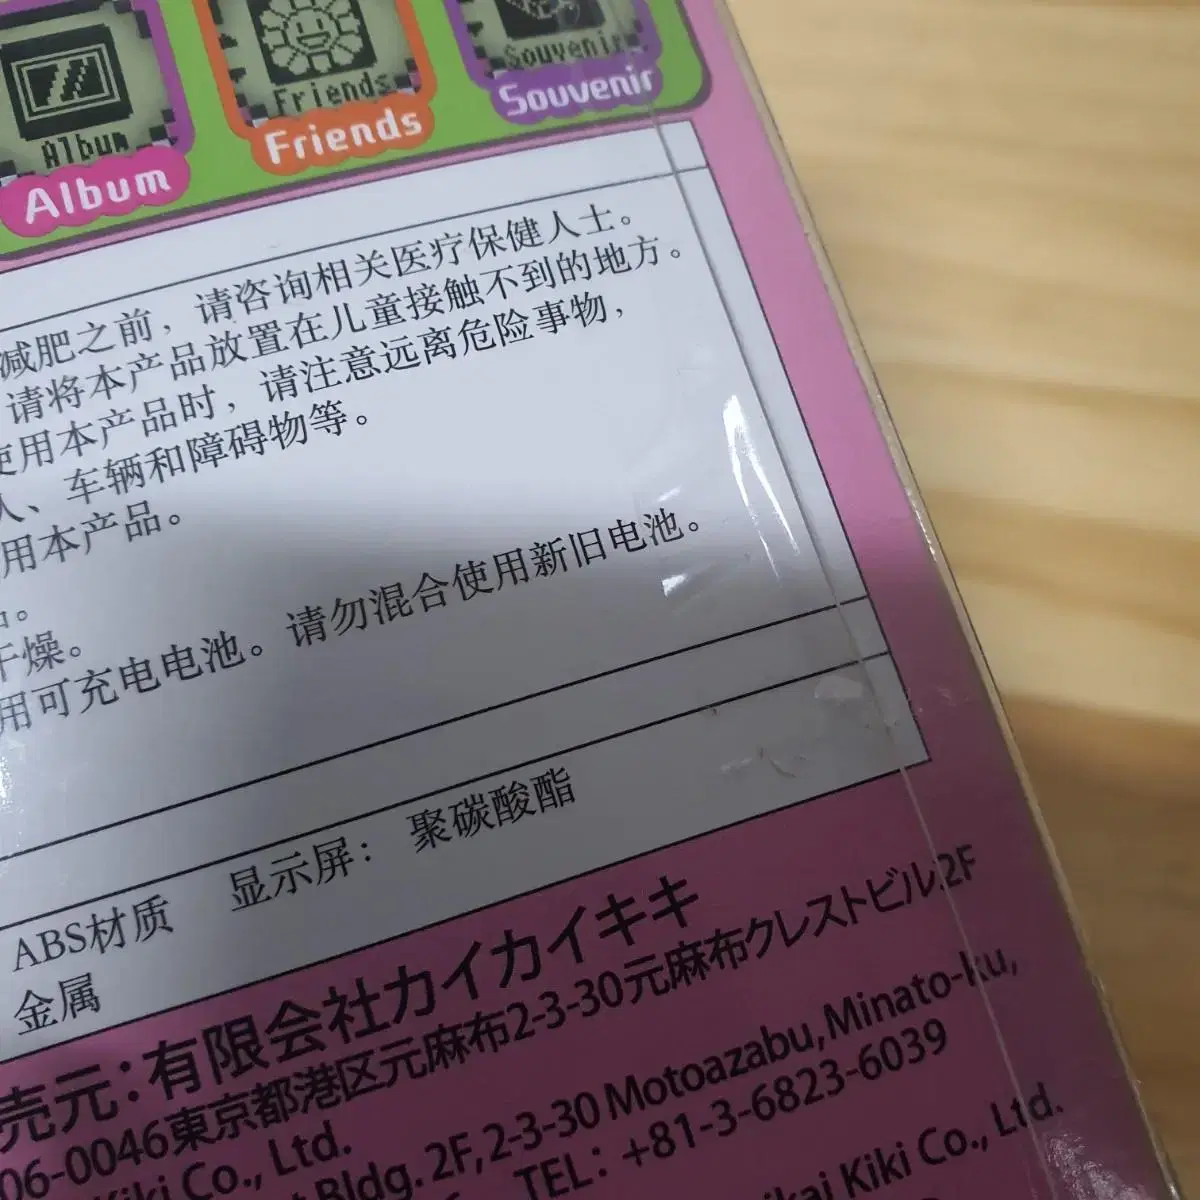 Album
Friends
Souvenir
Album
Friends
Souvenir
减肥之前，请咨询相关医疗保健人士。
请将本产品放置在儿童接触不到的地方。
使用本产品时，请注意远离危险事物，
人、车辆和障碍物等。
用本产品。
品。
干燥。
用可充电电池。请勿混合使用新旧电池。
ABS材质 显示屏： 聚碳酸酯
金属
売元：有限会社カイカイキキ
06-0046東京都港区元麻布2-3-30元麻布クレストビル2F
Kiki Co., Ltd.
Bldg. 2F, 2-3-30 Motoazabu, Minato-ku,
TEL： +81-3-6823-6039
ikai Kiki Co., Ltd.